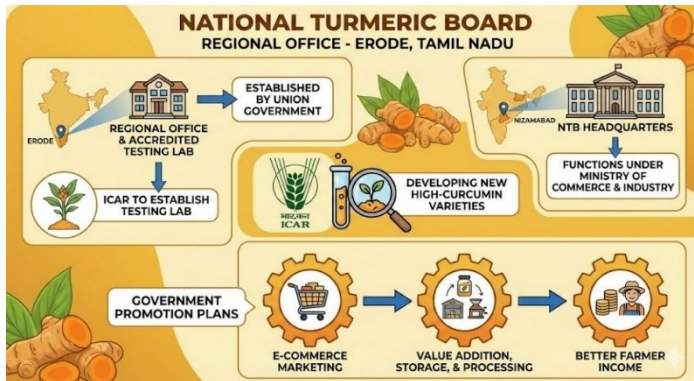 NATIONAL TURMERIC BOARD
REGIONAL OFFICE - ERODE, TAMIL NADU
ERODE
REGIONAL OFFICE
& ACCREDITED
TESTING LAB
ESTABLISHED
BY UNION
GOVERNMENT
ICAR TO ESTABLISH
TESTING LAB
NIZAMABAD
NTB HEADQUARTERS
FUNCTIONS UNDER
MINISTRY OF
COMMERCE & INDUSTRY
ICAR
DEVELOPING NEW
HIGH-CURCUMIN
VARIETIES
GOVERNMENT
PROMOTION PLANS
E-COMMERCE
MARKETING
VALUE ADDITION,
STORAGE, & PROCESSING
BETTER FARMER
INCOME